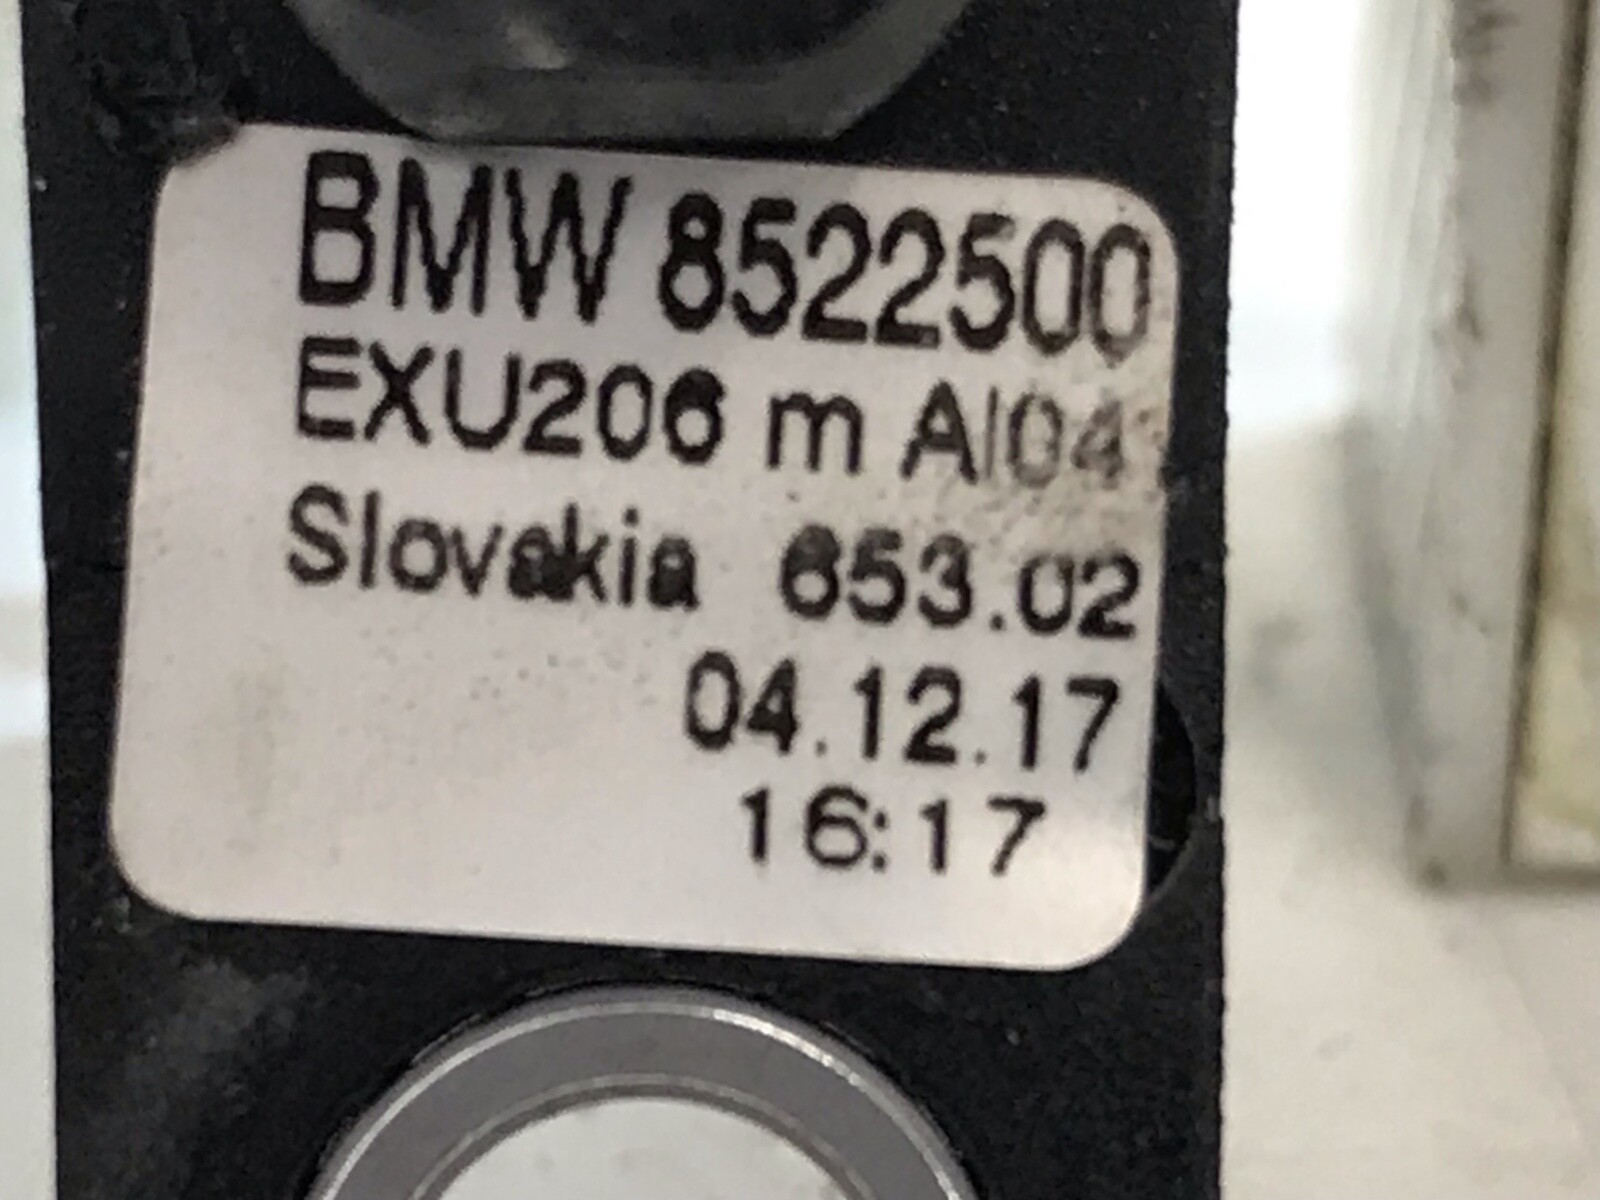 BMW 8522500
EXU206 m AI04
Slovakia 653.02
04.12.17
16:17